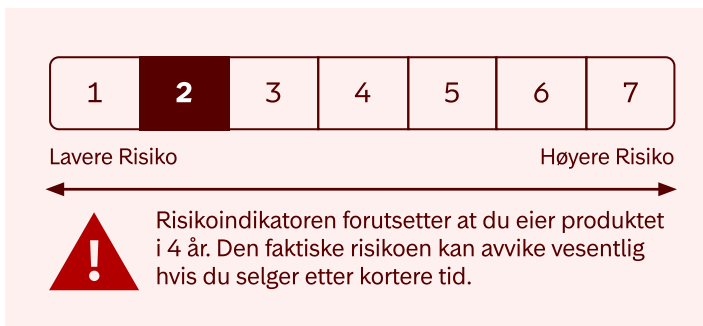 1 2 3 4 5 6 7
Lavere Risiko Høyere Risiko
Risikoindikatoren forutsetter at du eier produktet
i 4 år. Den faktiske risikoen kan avvike vesentlig
hvis du selger etter kortere tid.